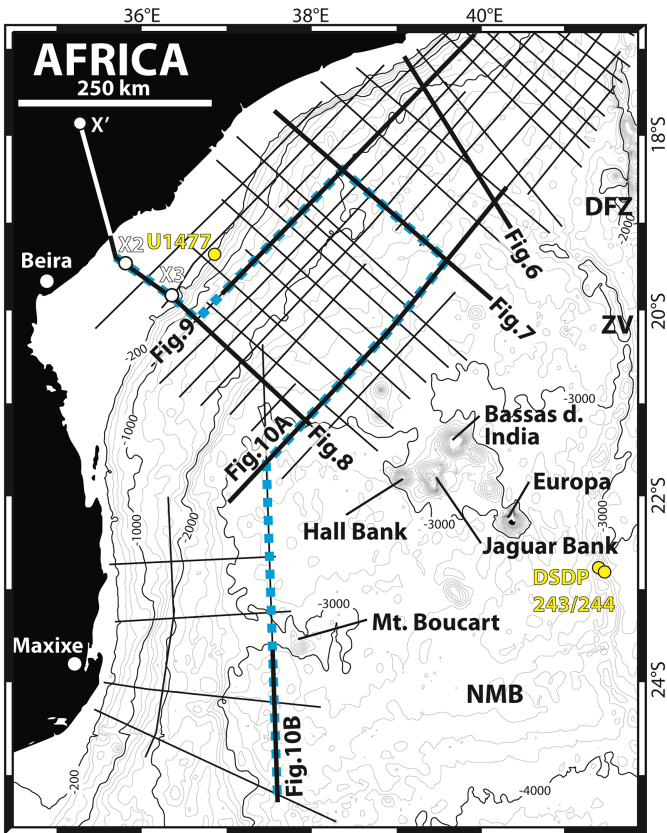 36°E
38°E
40°E
AFRICA
250 km
X'
18°S
DFZ
-2000
X2
U1477
Beira
X3
Fig.6
Fig.7
20°S
ZV
Fig.9
-200
-3000
Bassas d.
India
-1000
Fig.10A
Fig.8
22°S
Europa
Hall Bank
-3000
-3000
Jaguar Bank
-1000
-2000
DSDP
243/244
-3000
Mt. Boucart
Maxixe
24°S
NMB
Fig.10B
-200
-4000